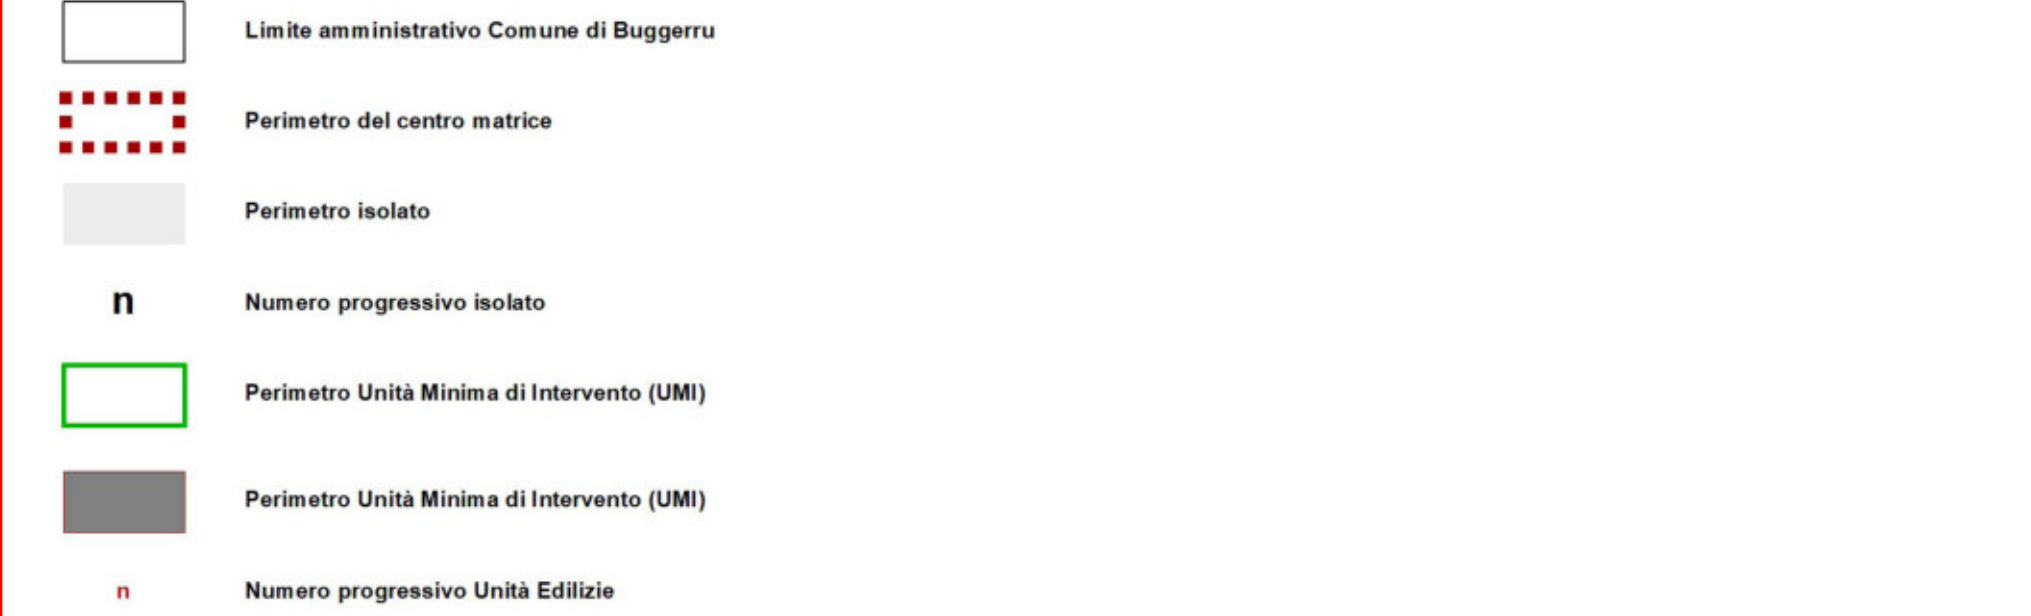 Limite amministrativo Comune di Buggerru
Perimetro del centro matrice
Perimetro isolato
n Numero progressivo isolato
Perimetro Unità Minima di Intervento (UMI)
Perimetro Unità Minima di Intervento (UMI)
n Numero progressivo Unità Edilizie